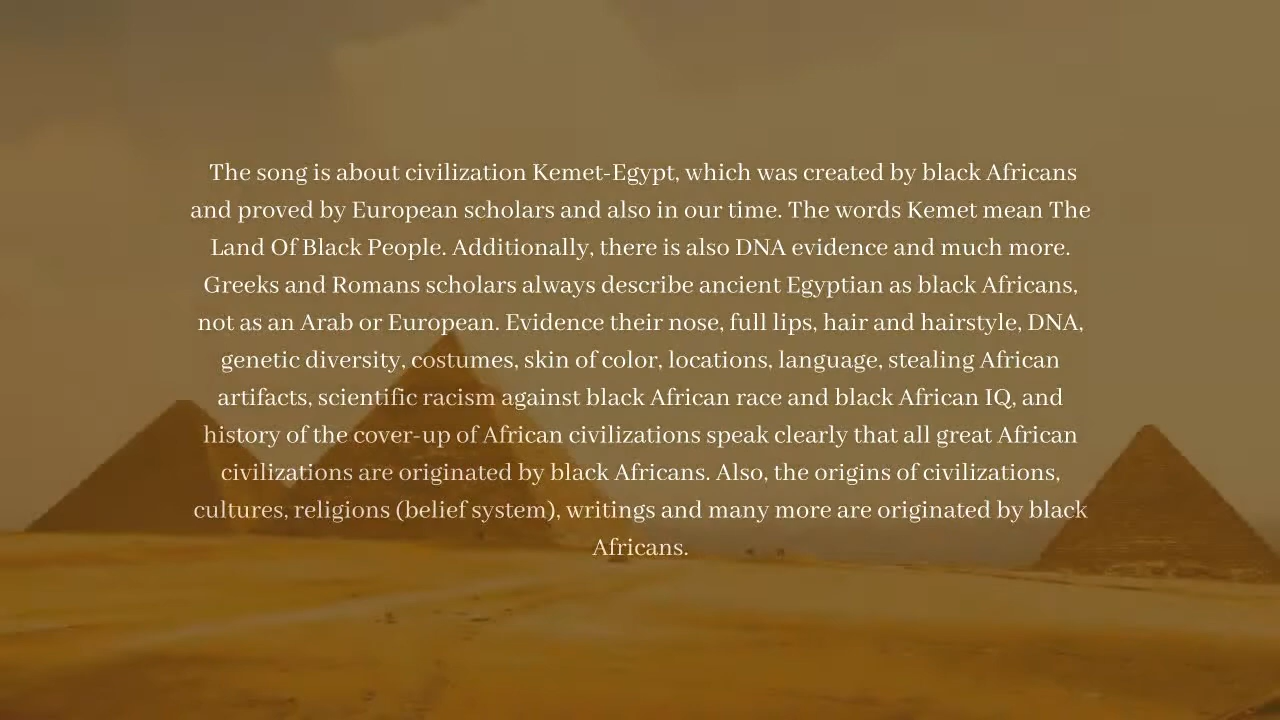 The song is about civilization Kemet-Egypt, which was created by black Africans
and proved by European scholars and also in our time. The words Kemet mean The
Land Of Black People. Additionally, there is also DNA evidence and much more.
Greeks and Romans scholars always describe ancient Egyptian as black Africans,
not as an Arab or European. Evidence their nose, full lips, hair and hairstyle, DNA,
genetic diversity, costumes, skin of color, locations, language, stealing African
artifacts, scientific racism against black African race and black African IQ, and
history of the cover-up of African civilizations speak clearly that all great African
civilizations are originated by black Africans. Also, the origins of civilizations,
cultures, religions (belief system), writings and many more are originated by black
Africans.